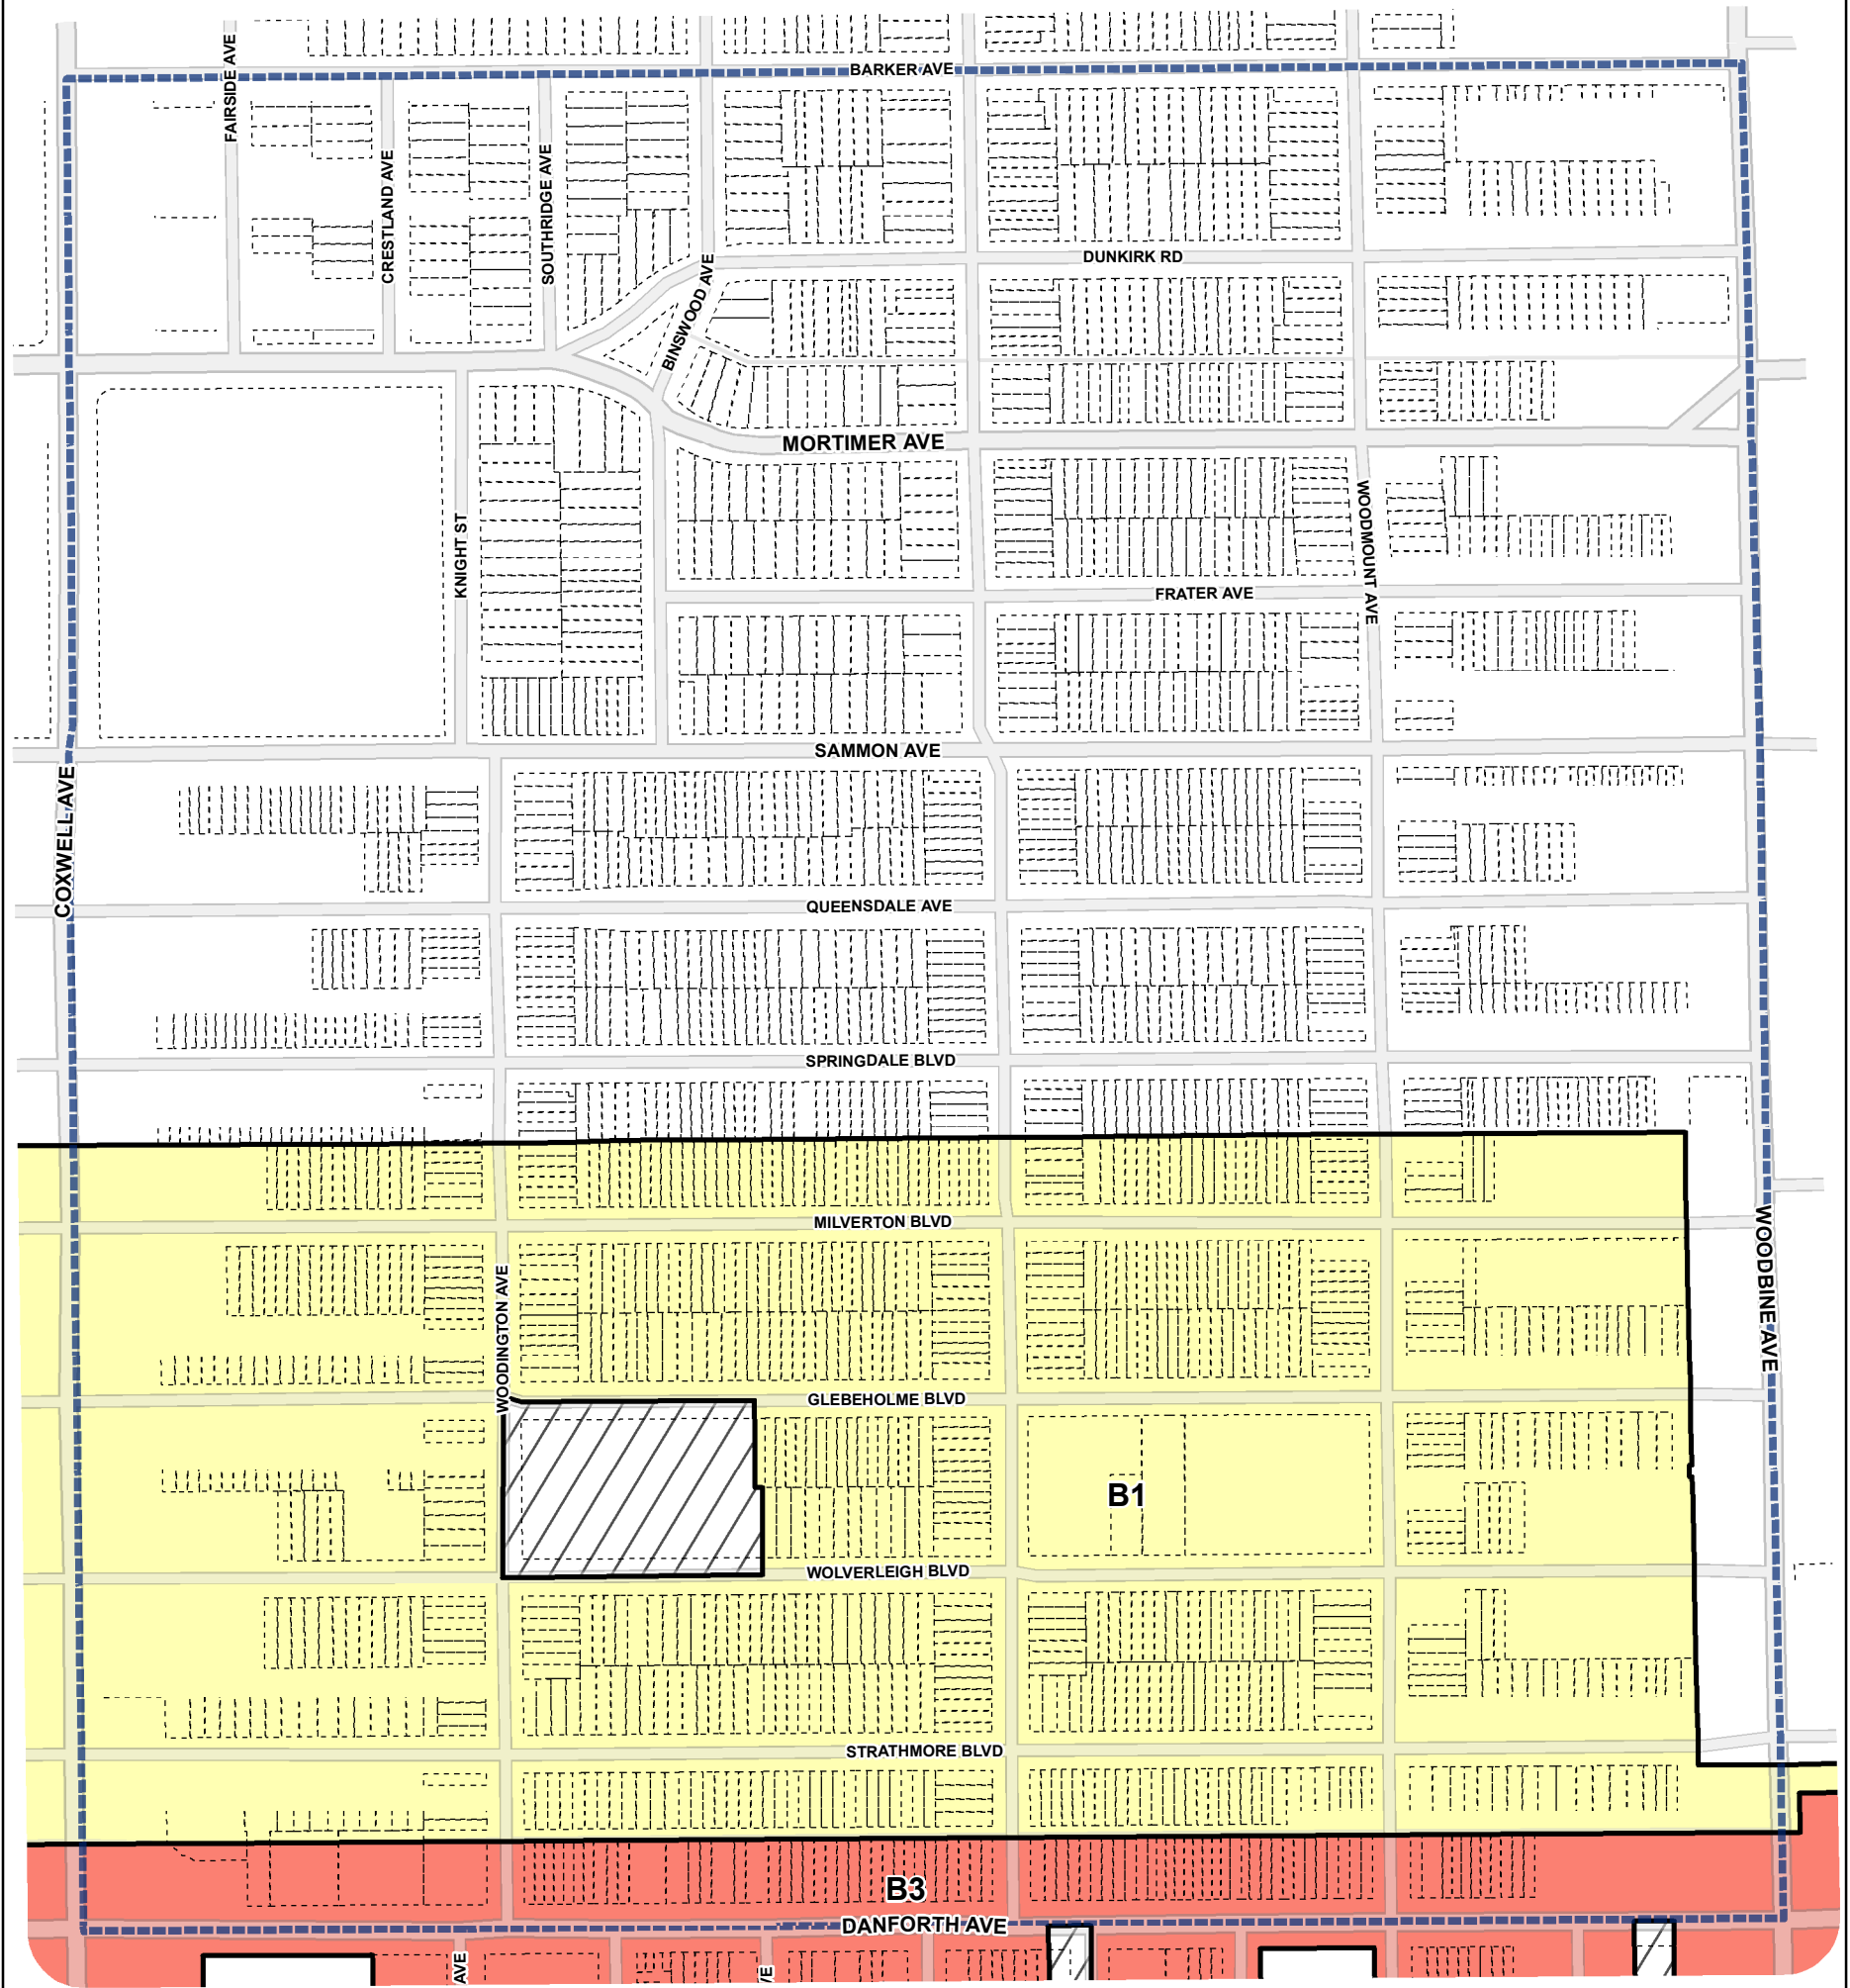 BARKER AVE
FAIRSIDE AVE
CRESTLAND AVE
SOUTHRIDGE AVE
DUNKIRK RD
BINSWOOD AVE
MORTIMER AVE
KNIGHT ST
WOODMOUNT AVE
FRATER AVE
SAMMON AVE
COXWELL AVE
QUEENSDALE AVE
SPRINGDALE BLVD
MILVERTON BLVD
WOODBINE AVE
WOODINGTON AVE
GLEBEHOLME BLVD
B1
WOLVERLEIGH BLVD
STRATHMORE BLVD
B3
DANFORTH AVE
AVE